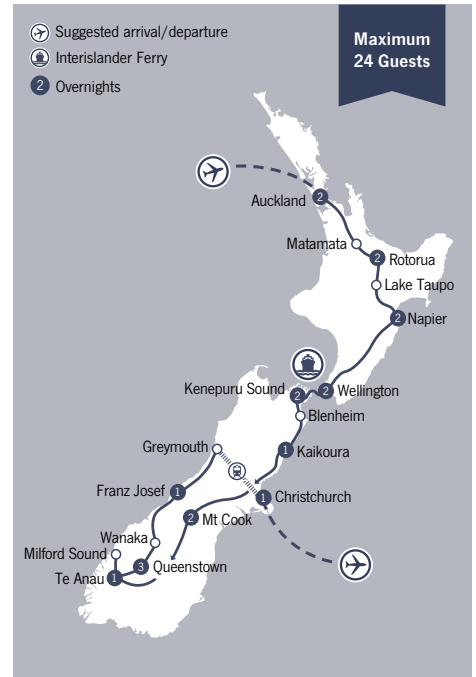 Suggested arrival/departure
Interislander Ferry
2 Overnights
Maximum
24 Guests
Auckland 2
Matamata
2 Rotorua
Lake Taupo
2 Napier
Kenepuru Sound 2
2 Wellington
Blenheim
Greymouth
1 Kaikoura
Franz Josef 1
1 Christchurch
2 Mt Cook
Wanaka
Milford Sound
3 Queenstown
Te Anau 1